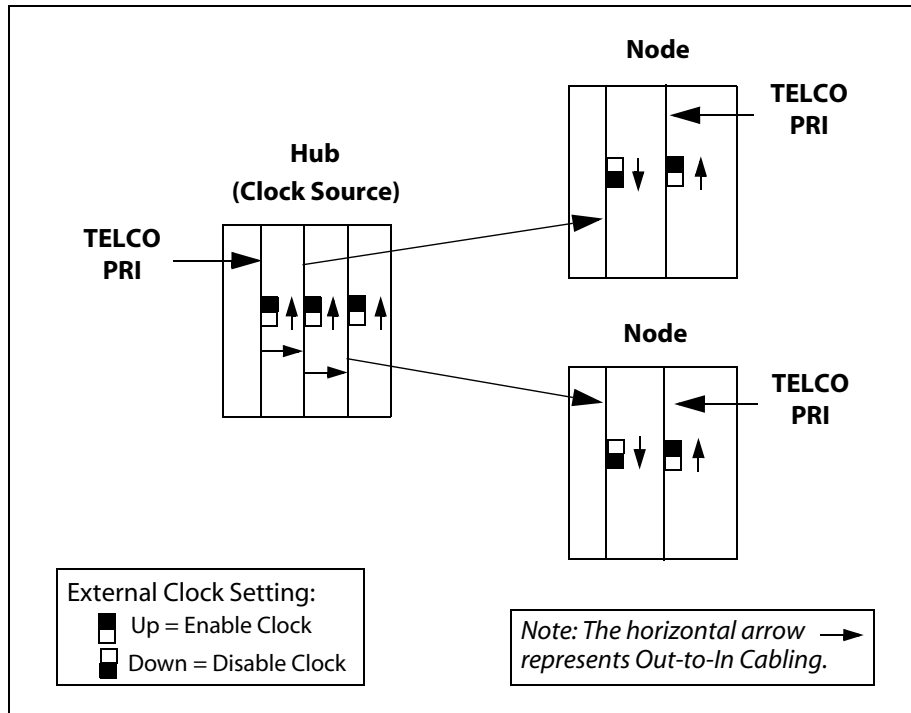 Node
TELCO
PRI
Hub
(Clock Source)
TELCO
PRI
Node
TELCO
PRI
External Clock Setting:
Up = Enable Clock
Down = Disable Clock
Note: The horizontal arrow
represents Out-to-In Cabling.